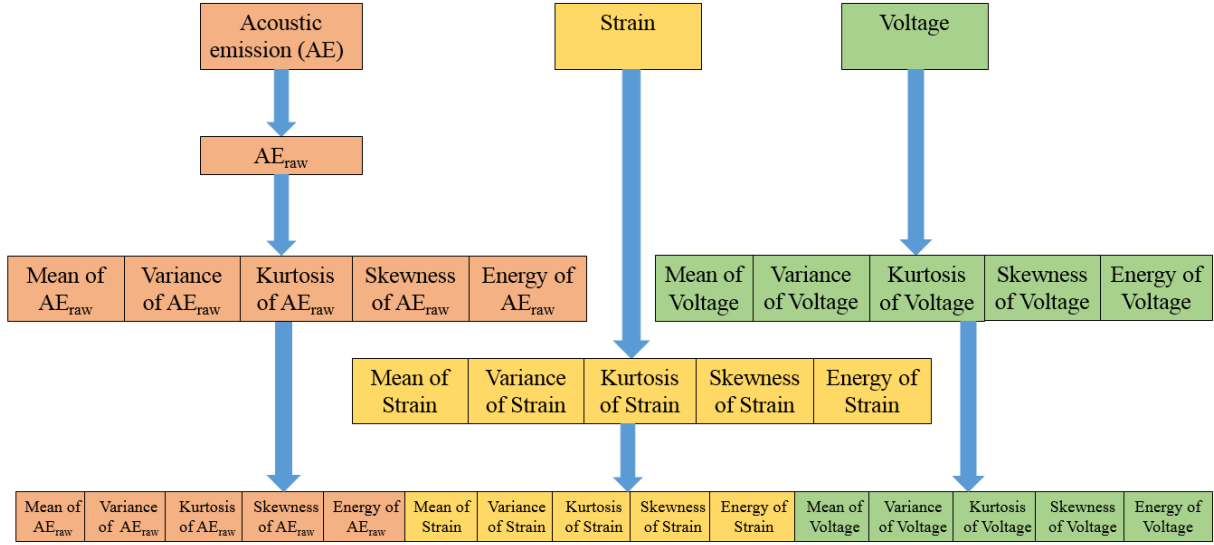 Acoustic
emission (AE)
Strain
Voltage
AEraw
Mean of
AEraw
Variance
of AEraw
Kurtosis
of AEraw
Skewness
of AEraw
Energy of
AEraw
Mean of
Voltage
Variance
of Voltage
Kurtosis
of Voltage
Skewness
of Voltage
Energy of
Voltage
Mean of
Strain
Variance
of Strain
Kurtosis
of Strain
Skewness
of Strain
Energy of
Strain
Mean of
AEraw
Variance
of AEraw
Kurtosis
of AEraw
Skewness
of AEraw
Energy of
AEraw
Mean of
Strain
Variance
of Strain
Kurtosis
of Strain
Skewness
of Strain
Energy of
Strain
Mean of
Voltage
Variance
of Voltage
Kurtosis
of Voltage
Skewness
of Voltage
Energy of
Voltage